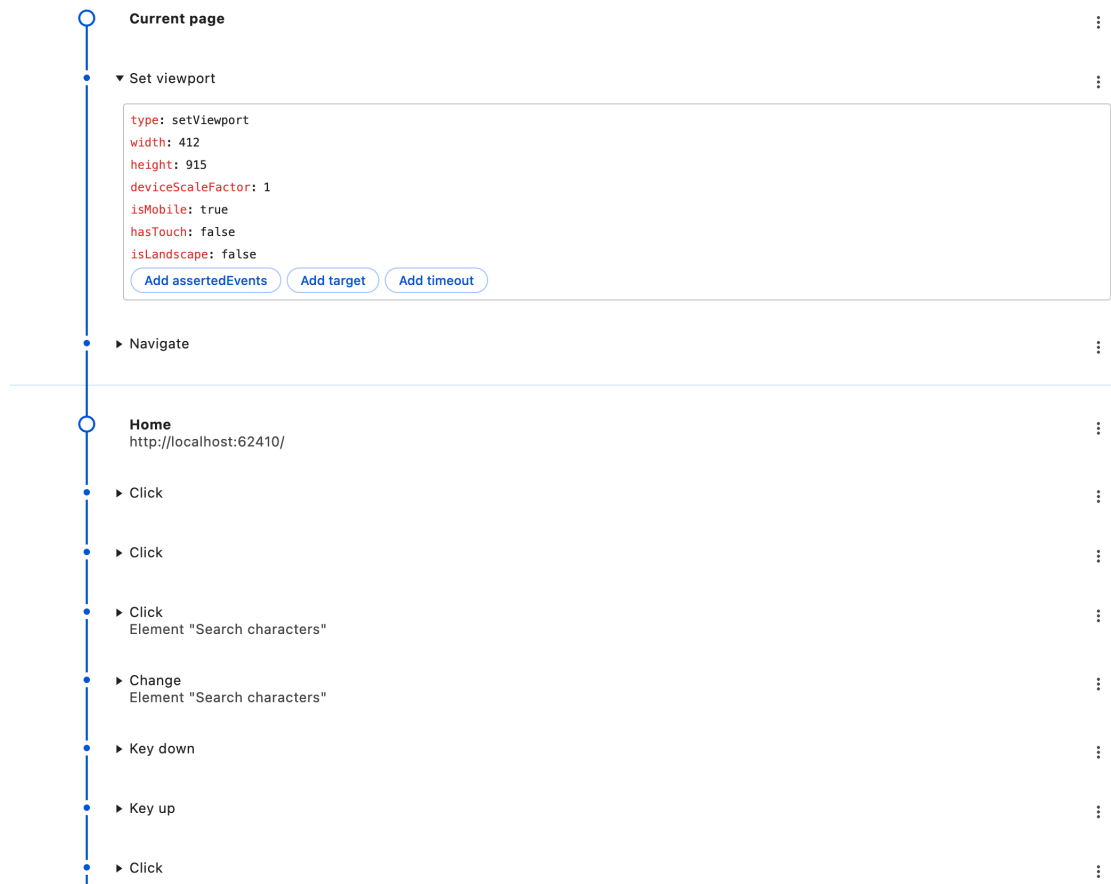 Current page
Set viewport
type: setViewport
width: 412
height: 915
deviceScaleFactor: 1
isMobile: true
hasTouch: false
isLandscape: false
Add assertedEvents Add target Add timeout
Navigate
Home
http://localhost:62410/
Click
Click
Click
Element "Search characters"
Change
Element "Search characters"
Key down
Key up
Click